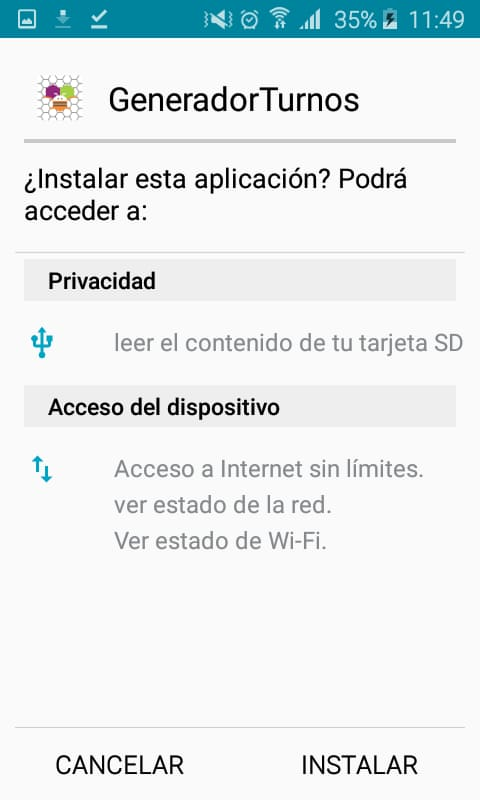 35% 11:49
GeneradorTurnos
¿Instalar esta aplicación? Podrá
acceder a:
Privacidad
leer el contenido de tu tarjeta SD
Acceso del dispositivo
Acceso a Internet sin límites.
ver estado de la red.
Ver estado de Wi-Fi.
CANCELAR INSTALAR